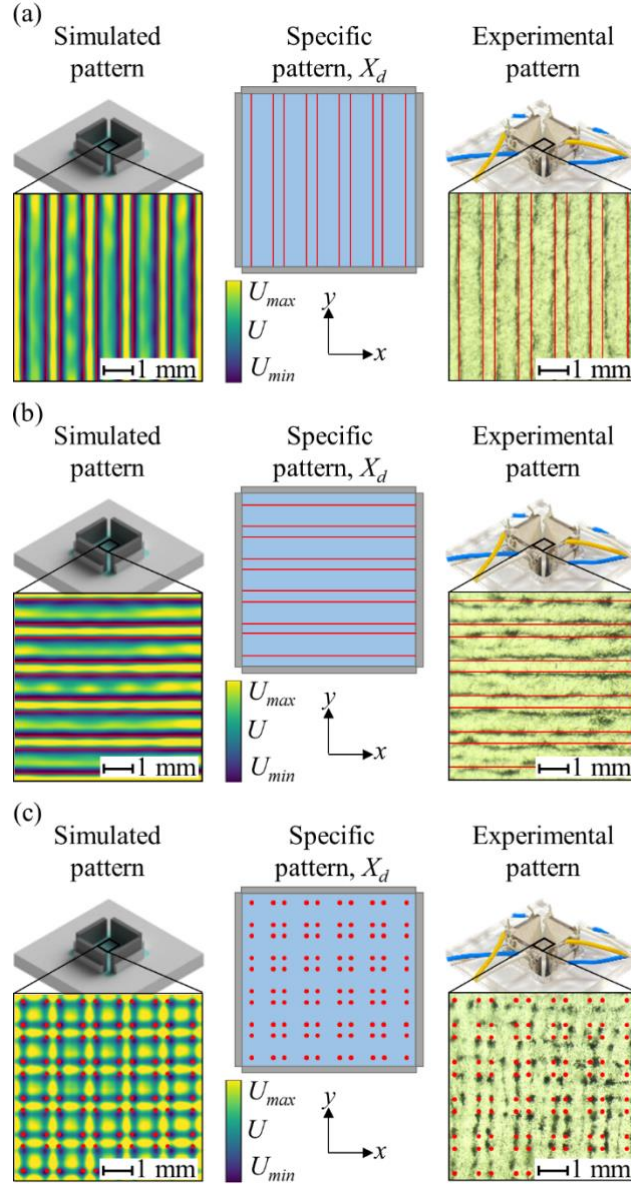 (a)
Simulated
pattern
Specific
pattern, X_d
Experimental
pattern
U_max
U
U_min
y
x
1 mm
1 mm
(b)
Simulated
pattern
Specific
pattern, X_d
Experimental
pattern
U_max
U
U_min
y
x
1 mm
1 mm
(c)
Simulated
pattern
Specific
pattern, X_d
Experimental
pattern
U_max
U
U_min
y
x
1 mm
1 mm